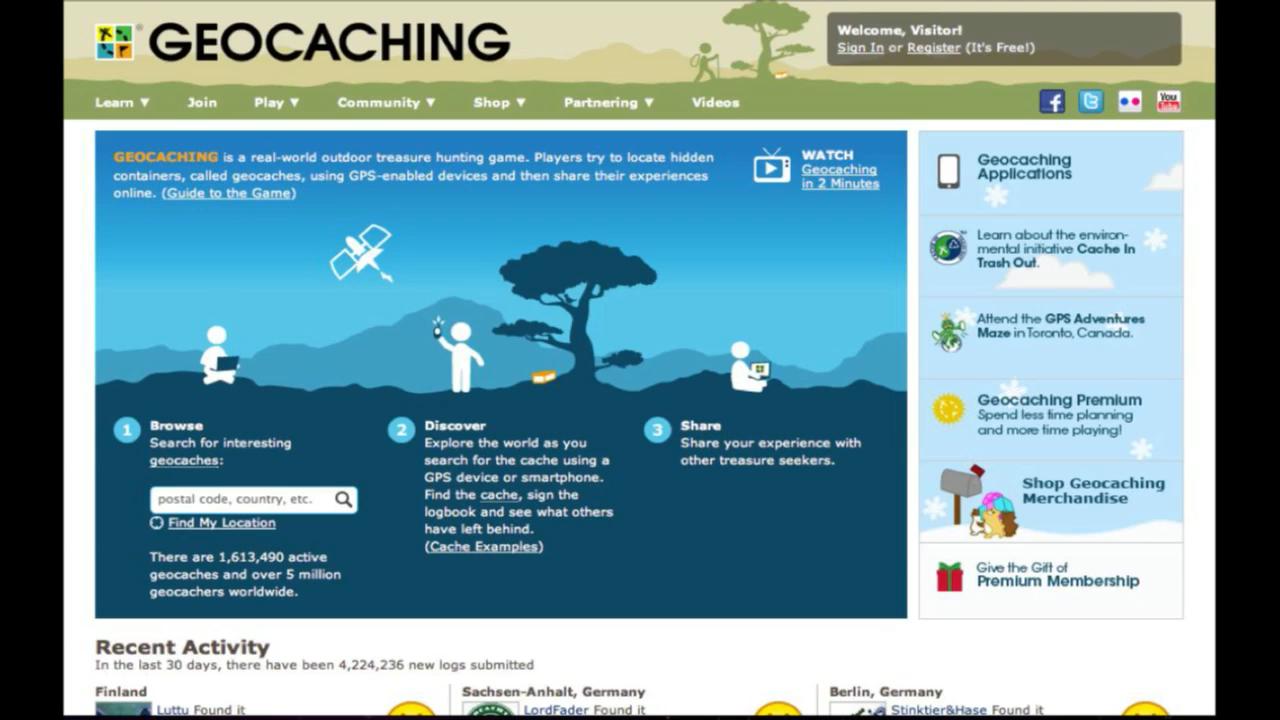 GEOCACHING
Welcome, Visitor!
Sign In or Register (It's Free!)
Learn ▼ Join Play ▼ Community ▼ Shop ▼ Partnering ▼ Videos
You
GEOCACHING is a real-world outdoor treasure hunting game. Players try to locate hidden
containers, called geocaches, using GPS-enabled devices and then share their experiences
online. (Guide to the Game)
WATCH
Geocaching
in 2 Minutes
1 Browse
Search for interesting
geocaches:
postal code, country, etc.
Find My Location
There are 1,613,490 active
geocaches and over 5 million
geocachers worldwide.
2 Discover
Explore the world as you
search for the cache using a
GPS device or smartphone.
Find the cache, sign the
logbook and see what others
have left behind.
(Cache Examples)
3 Share
Share your experience with
other treasure seekers.
Geocaching
Applications
Learn about the environ-
mental initiative Cache In
Trash Out.
Attend the GPS Adventures
Maze in Toronto, Canada.
Geocaching Premium
Spend less time planning
and more time playing!
Shop Geocaching
Merchandise
Give the Gift of
Premium Membership
Recent Activity
In the last 30 days, there have been 4,224,236 new logs submitted
Finland
Luttu Found it
Sachsen-Anhalt, Germany
LordFader Found it
Berlin, Germany
Stinktier&Hase Found it